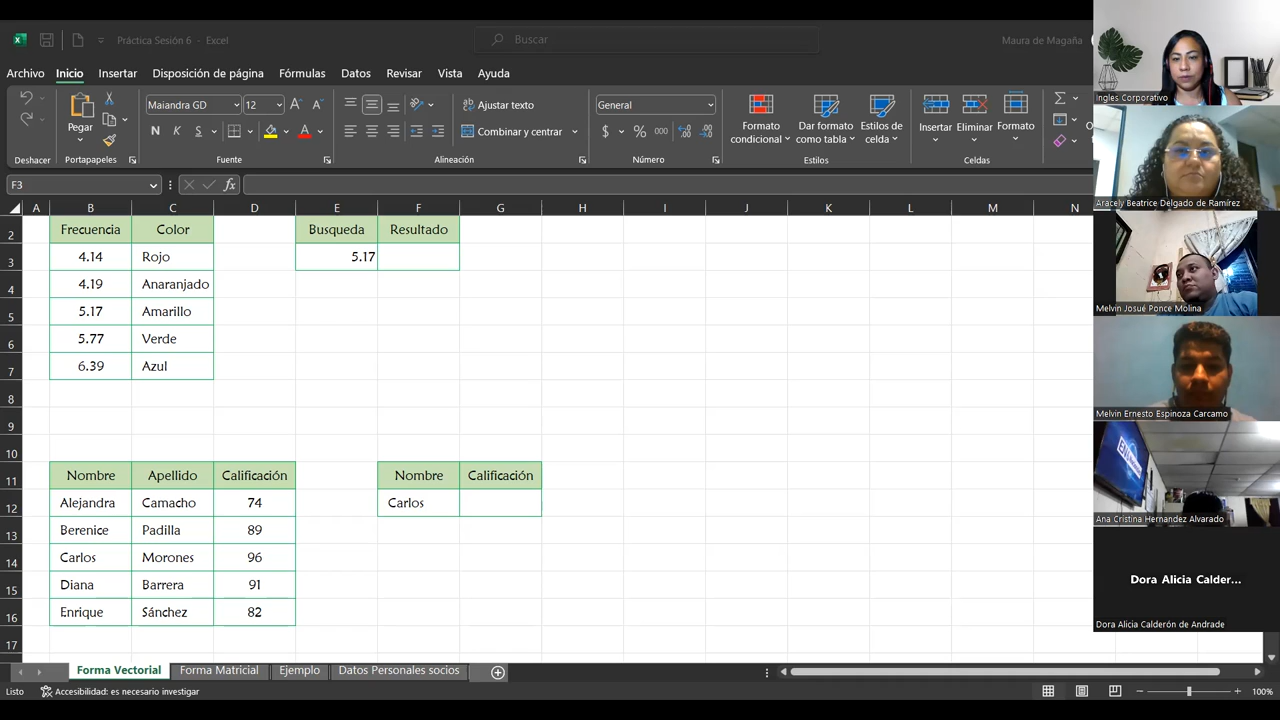 Práctica Sesión 6 - Excel
Buscar
Maura de Magaña
Archivo Inicio Insertar Disposición de página Fórmulas Datos Revisar Vista Ayuda
Pegar
Maiandra GD 12
N K S
Ajustar texto
Combinar y centrar
General
$ % 000
Formato condicional
Dar formato como tabla
Estilos de celda
Insertar Eliminar Formato
Deshacer Portapapeles Fuente Alineación Número Estilos Celdas
F3
fx
A B C D E F G H I J K L M N
2 Frecuencia Color Busqueda Resultado
3 4.14 Rojo 5.17
4 4.19 Anaranjado
5 5.17 Amarillo
6 5.77 Verde
7 6.39 Azul
8
9
10
11 Nombre Apellido Calificación Nombre Calificación
12 Alejandra Camacho 74 Carlos
13 Berenice Padilla 89
14 Carlos Morones 96
15 Diana Barrera 91
16 Enrique Sánchez 82
17
Forma Vectorial Forma Matricial Ejemplo Datos Personales socios
Listo Accesibilidad: es necesario investigar 100%
Ingles Corporativo
Aracely Beatrice Delgado de Ramírez
Melvin Josué Ponce Molina
Melvin Ernesto Espinoza Carcamo
Ana Cristina Hernandez Alvarado
Dora Alicia Calder...
Dora Alicia Calderón de Andrade